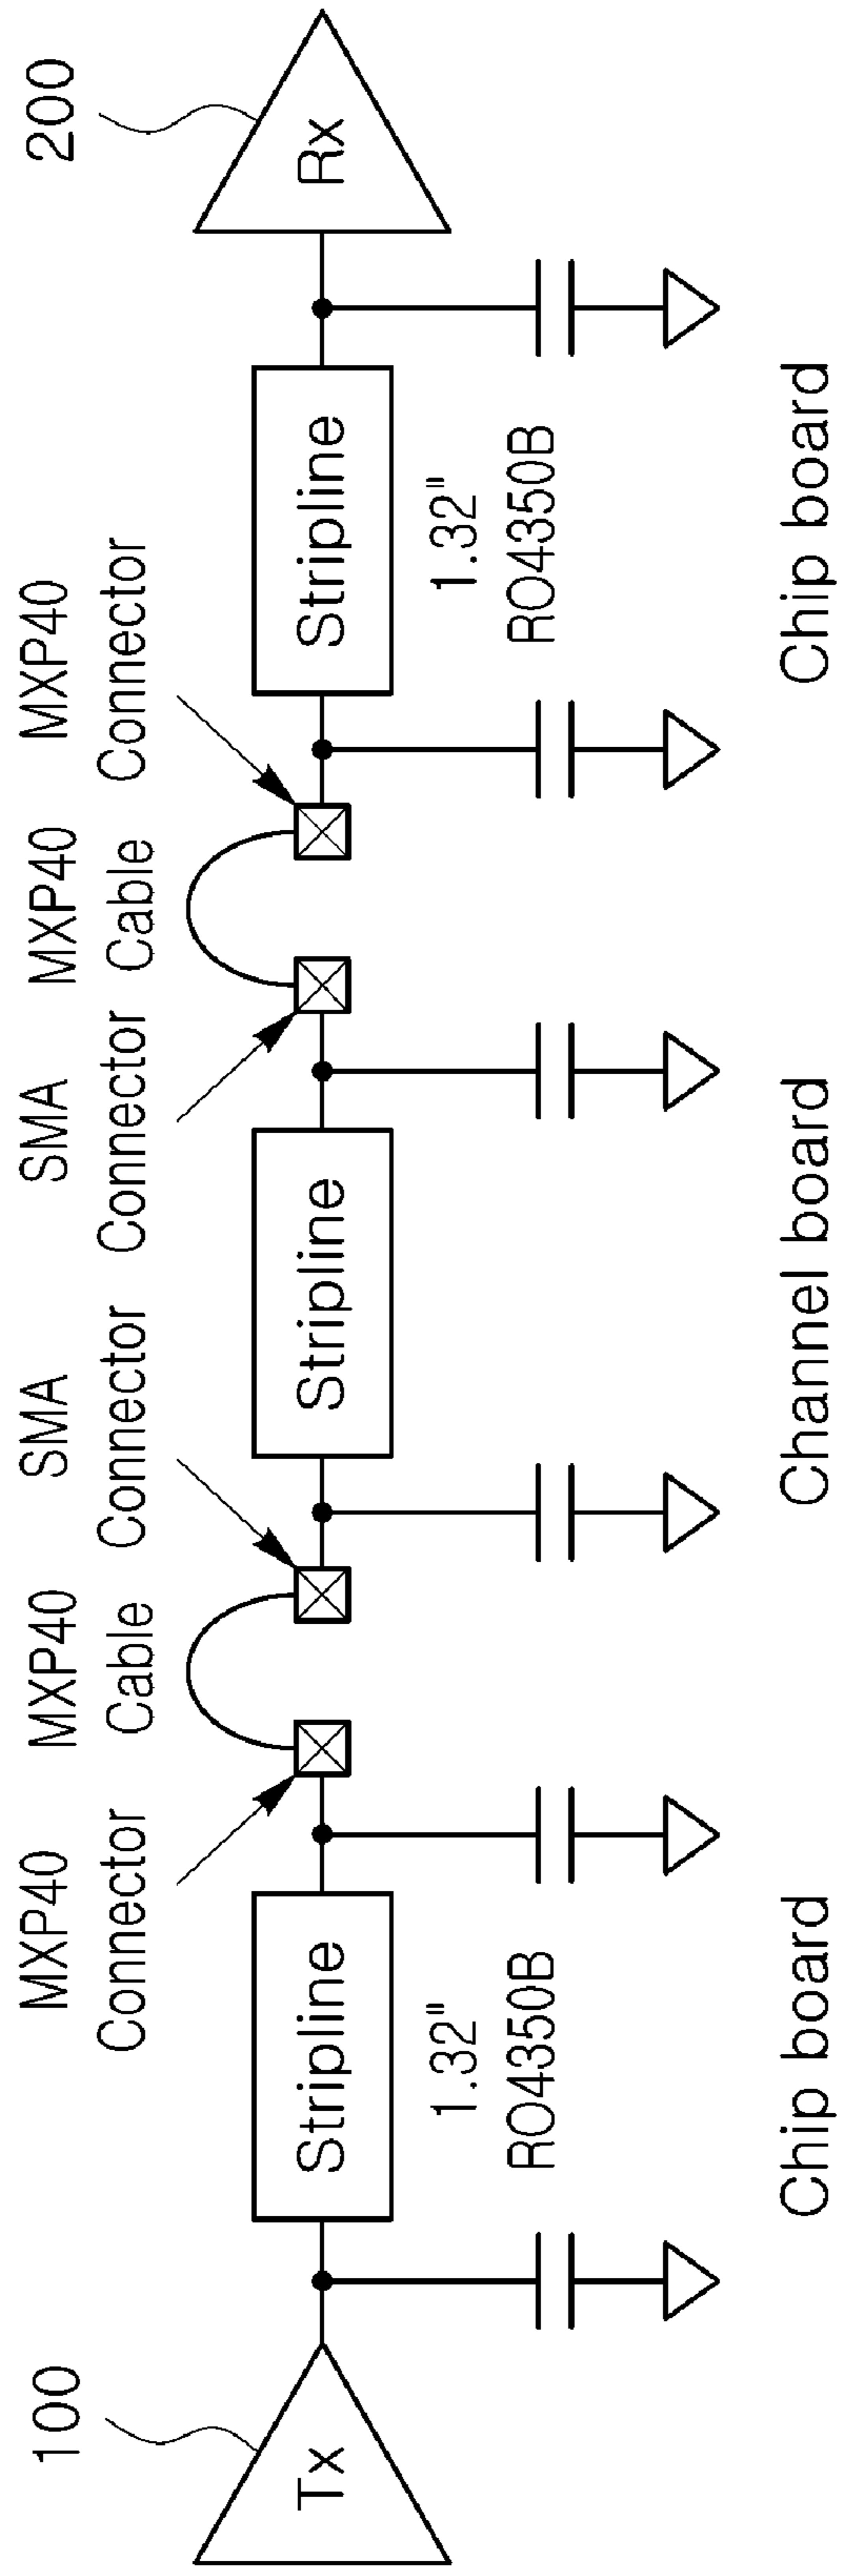 100
200
MXP40
Connector
MXP40
Cable
SMA
Connector
SMA
Connector
MXP40
Cable
MXP40
Connector
Tx
Stripline
Stripline
Stripline
Rx
1.32"
RO4350B
1.32"
RO4350B
Chip board
Channel board
Chip board